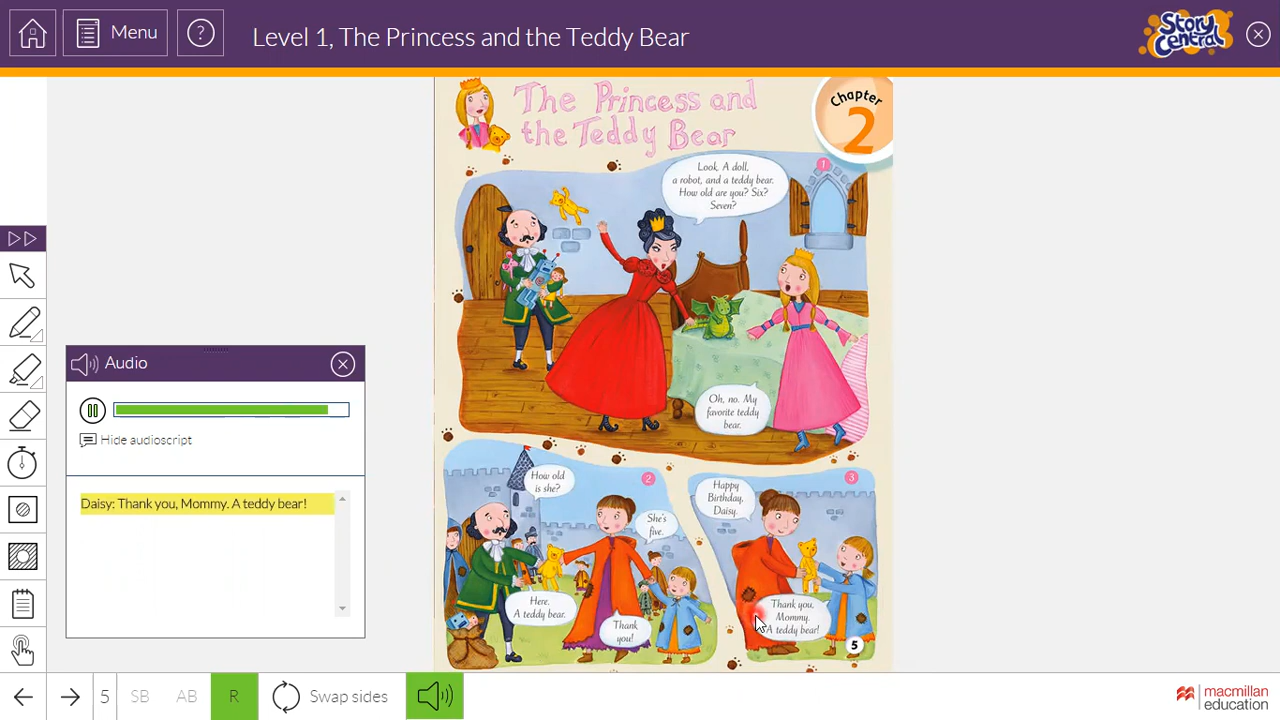 Menu
?
Level 1, The Princess and the Teddy Bear
Story
Central
The Princess and
the Teddy Bear
Chapter
2
Look, A doll,
a robot, and a teddy bear.
How old are you? Six?
Seven?
1
Oh, no. My
favorite teddy
bear.
Audio
Hide audioscript
Daisy: Thank you, Mommy. A teddy bear!
How old
is she?
2
She's
five.
Here.
A teddy bear.
Thank
you!
Happy
Birthday,
Daisy.
3
Thank you,
Mommy.
A teddy bear!
5
5
SB
AB
R
Swap sides
macmillan
education